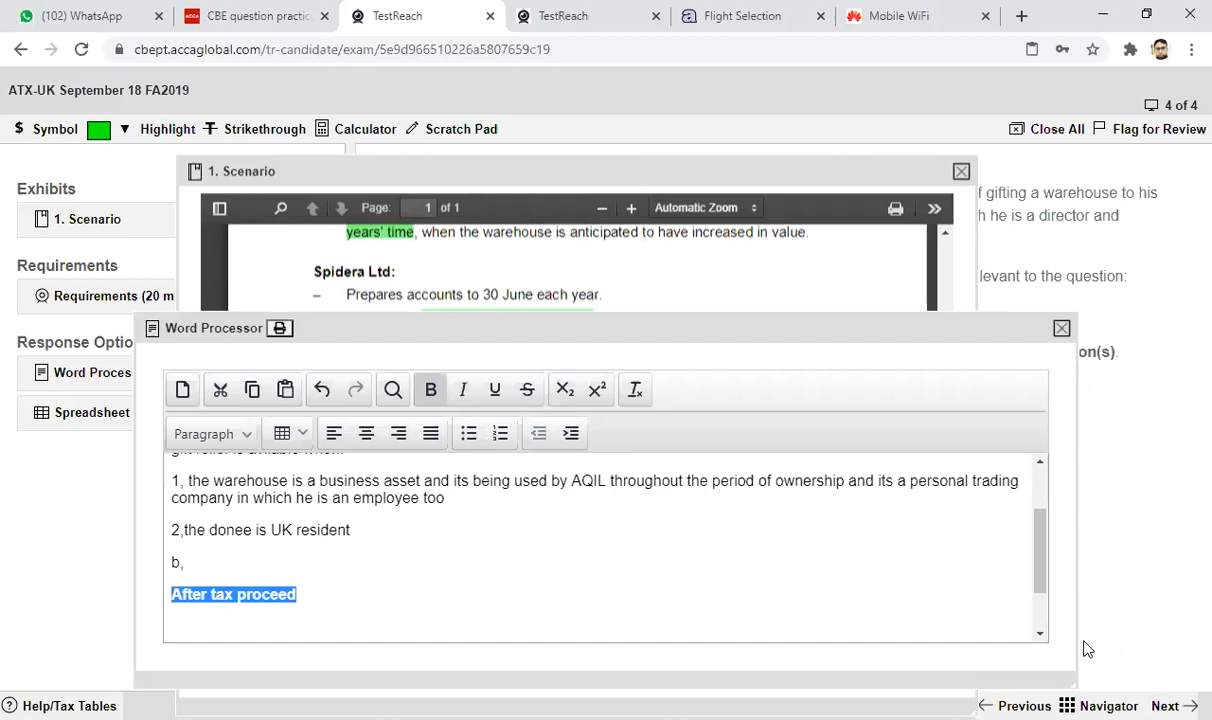 (102) WhatsApp
CBE question practic
TestReach
TestReach
Flight Selection
Mobile WiFi
cbept.accaglobal.com/tr-candidate/exam/5e9d966510226a5807659c19
ATX-UK September 18 FA2019
4 of 4
$ Symbol Highlight Strikethrough Calculator Scratch Pad
Close All Flag for Review
Exhibits
1. Scenario
Requirements
Requirements (20 m
Response Optio
Word Proces
Spreadsheet
1. Scenario
Page: 1 of 1
Automatic Zoom
years' time, when the warehouse is anticipated to have increased in value.
Spidera Ltd:
– Prepares accounts to 30 June each year.
f gifting a warehouse to his
h he is a director and
levant to the question:
on(s).
Word Processor
Paragraph
1, the warehouse is a business asset and its being used by AQIL throughout the period of ownership and its a personal trading
company in which he is an employee too
2,the donee is UK resident
b,
After tax proceed
Help/Tax Tables
Previous Navigator Next